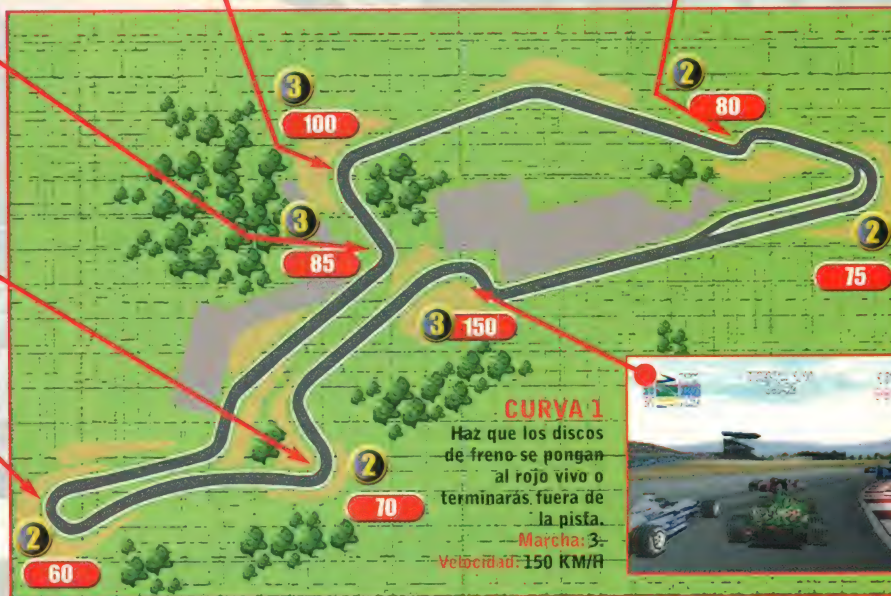 3
100
2
80
3
85
2
75
3 150
CURVA 1
Haz que los discos
de freno se pongan
al rojo vivo o
terminarás fuera de
la pista.
Marcha: 3.
Velocidad: 150 KM/H
2
70
2
60